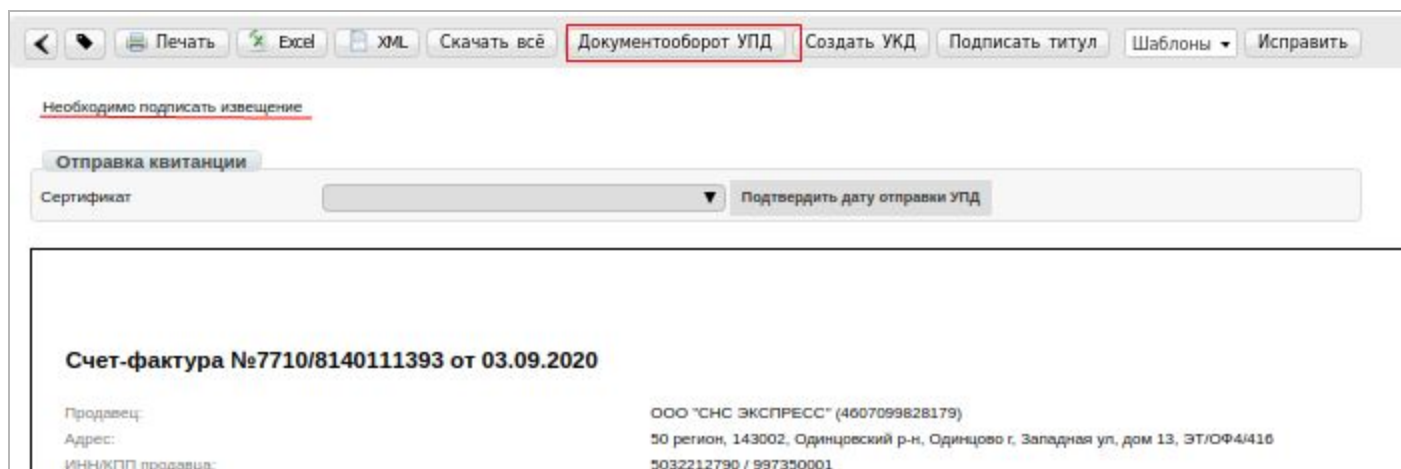 Печать Excel XML Скачать всё Документооборот УПД Создать УКД Подписать титул Шаблоны Исправить
Необходимо подписать извещение
Отправка квитанции
Сертификат Подтвердить дату отправки УПД
Счет-фактура №7710/8140111393 от 03.09.2020
Продавец: ООО "СНС ЭКСПРЕСС" (4607099828179)
Адрес: 50 регион, 143002, Одинцовский р-н, Одинцово г, Западная ул, дом 13, ЭТ/ОФ4/416
ИНН/КПП продавца: 5032212790 / 997350001